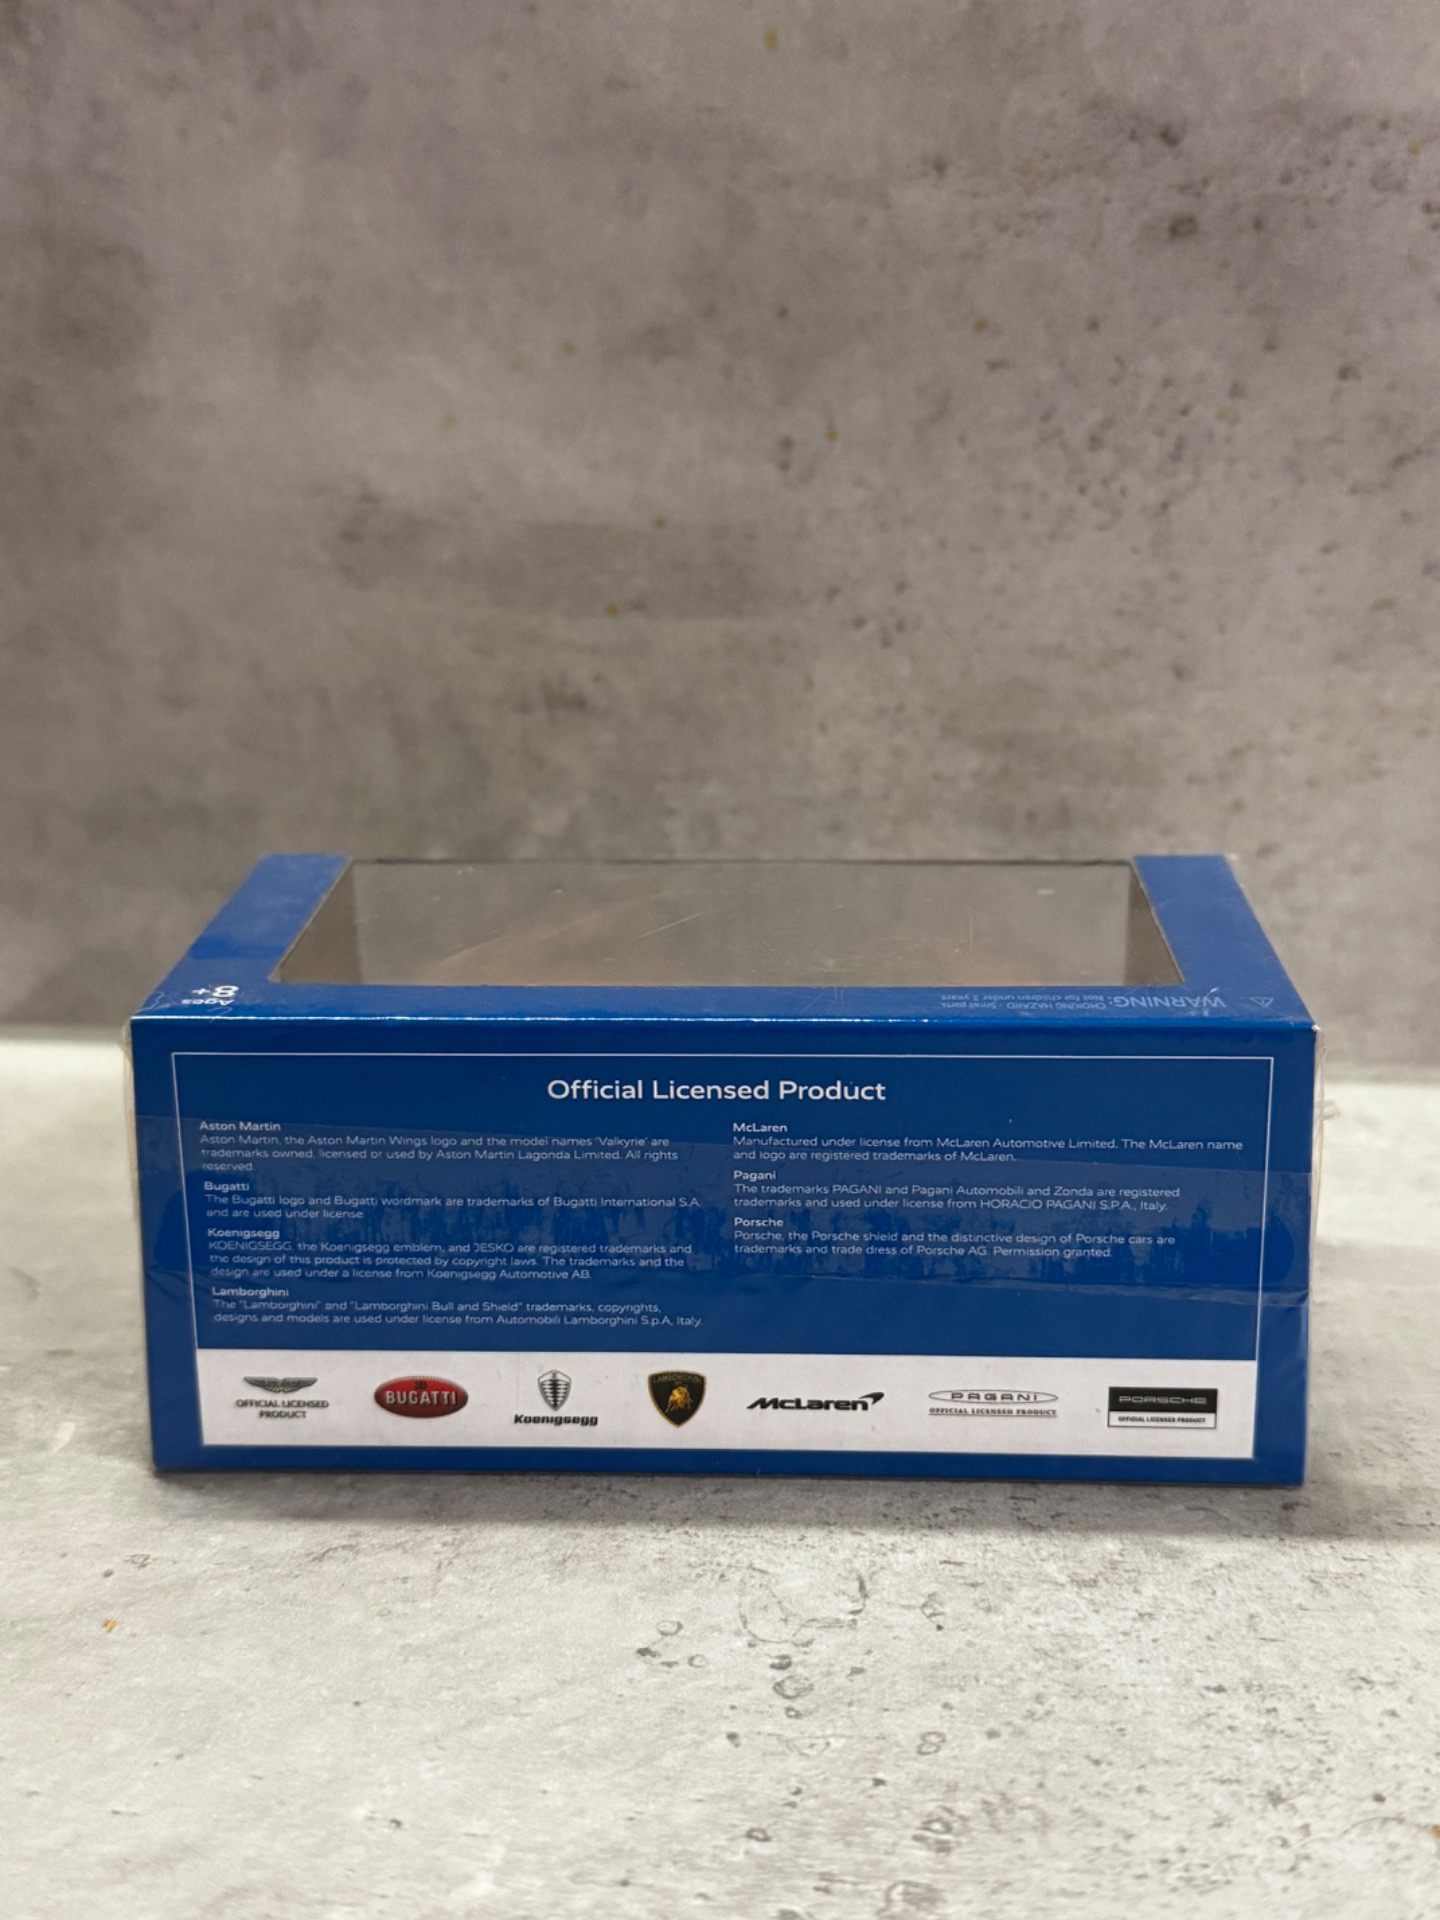 Ages
8+
WARNING:
CHOKING HAZARD - Small parts
Not for children under 3 years
Official Licensed Product
Aston Martin
Aston Martin, the Aston Martin Wings logo and the model names 'Valkyrie' are
trademarks owned, licensed or used by Aston Martin Lagonda Limited. All rights
reserved.
Bugatti
The Bugatti logo and Bugatti wordmark are trademarks of Bugatti International S.A.
and are used under license
Koenigsegg
KOENIGSEGG, the Koenigsegg emblem, and JESKO are registered trademarks and
the design of this product is protected by copyright laws. The trademarks and the
design are used under a license from Koenigsegg Automotive AB.
Lamborghini
The "Lamborghini" and "Lamborghini Bull and Shield" trademarks, copyrights,
designs and models are used under license from Automobili Lamborghini S.p.A, Italy.
McLaren
Manufactured under license from McLaren Automotive Limited. The McLaren name
and logo are registered trademarks of McLaren.
Pagani
The trademarks PAGANI and Pagani Automobili and Zonda are registered
trademarks and used under license from HORACIO PAGANI S.P.A., Italy.
Porsche
Porsche, the Porsche shield and the distinctive design of Porsche cars are
trademarks and trade dress of Porsche AG. Permission granted.
OFFICIAL LICENSED
PRODUCT
BUGATTI
Koenigsegg
LAMBORGHINI
McLaren
PAGANI
OFFICIAL LICENSED PRODUCT
PORSCHE
OFFICIAL LICENSED PRODUCT